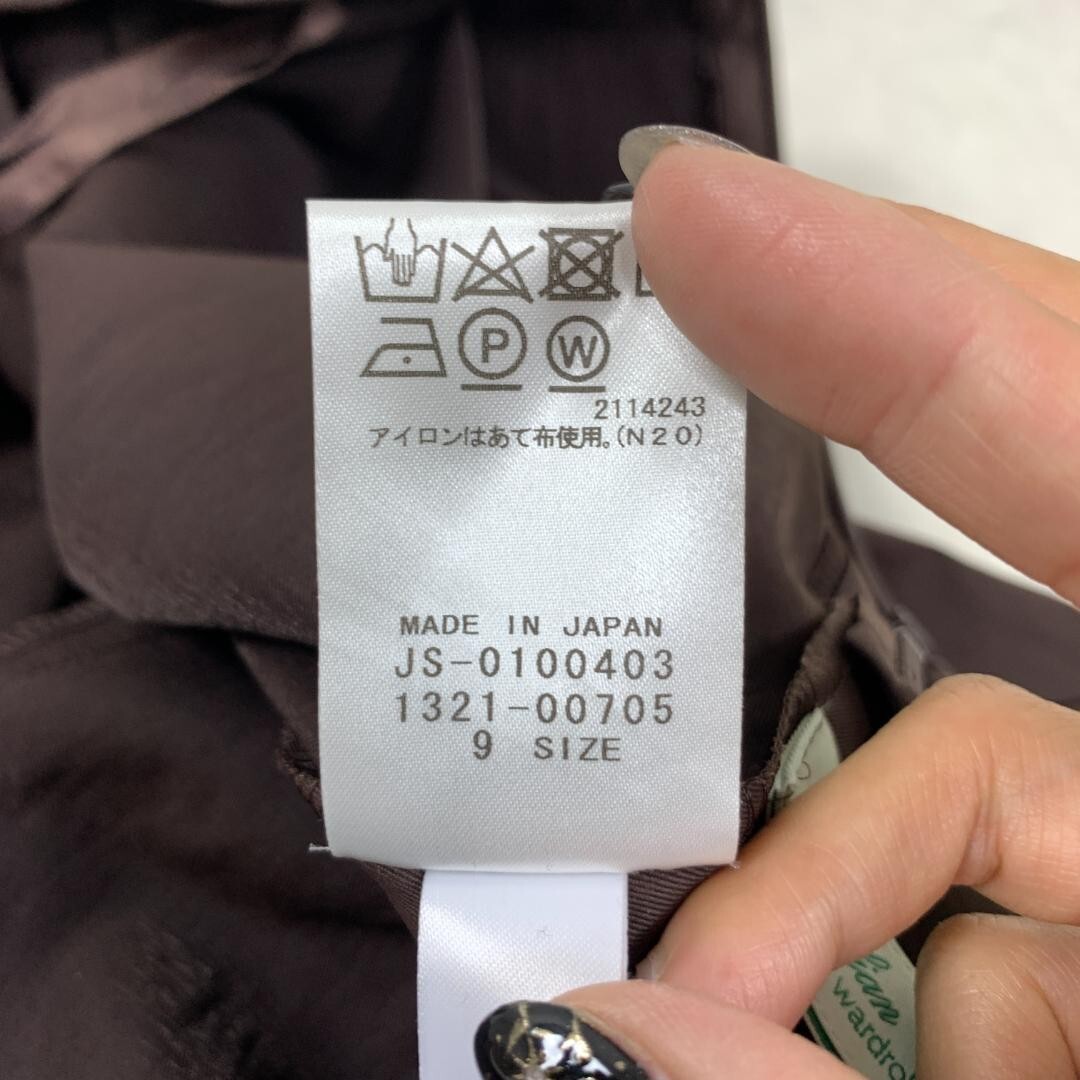 P W
2114243
アイロンはあて布使用。(N20)
MADE IN JAPAN
JS-0100403
1321-00705
9 SIZE